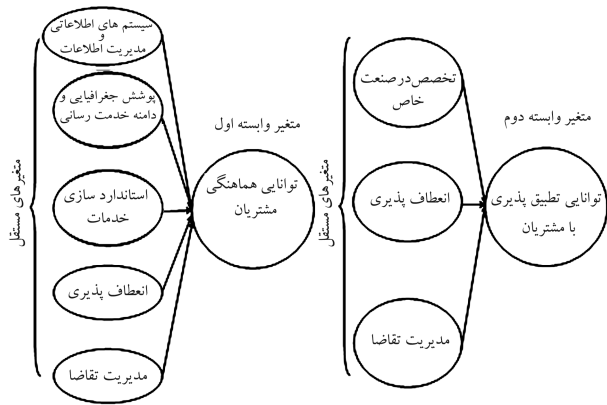 متغیر وابسته دوم
تخصص در صنعت
خاص
انعطاف پذیری
مدیریت تقاضا
متغیرهای مستقل
توانایی تطبیق پذیری
با مشتریان
متغیر وابسته اول
سیستم های اطلاعاتی
و
مدیریت اطلاعات
پوشش جغرافیایی و
دامنه خدمت رسانی
استاندارد سازی
خدمات
انعطاف پذیری
مدیریت تقاضا
متغیرهای مستقل
توانایی هماهنگی
مشتریان